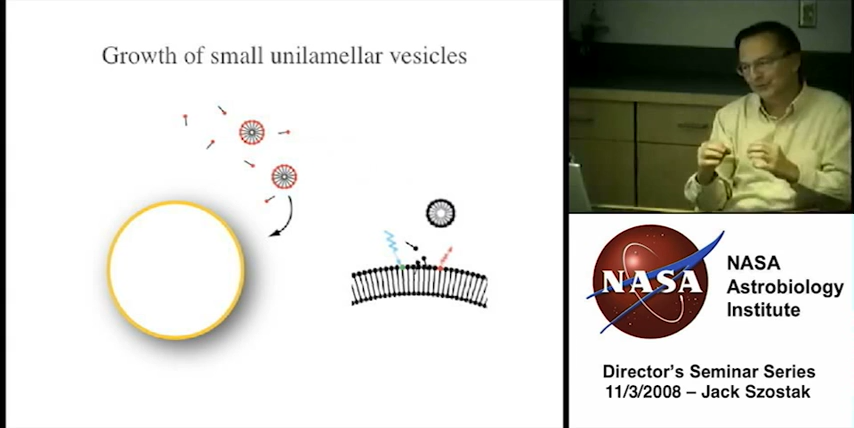 Growth of small unilamellar vesicles
NASA
NASA
Astrobiology
Institute
Director's Seminar Series
11/3/2008 – Jack Szostak